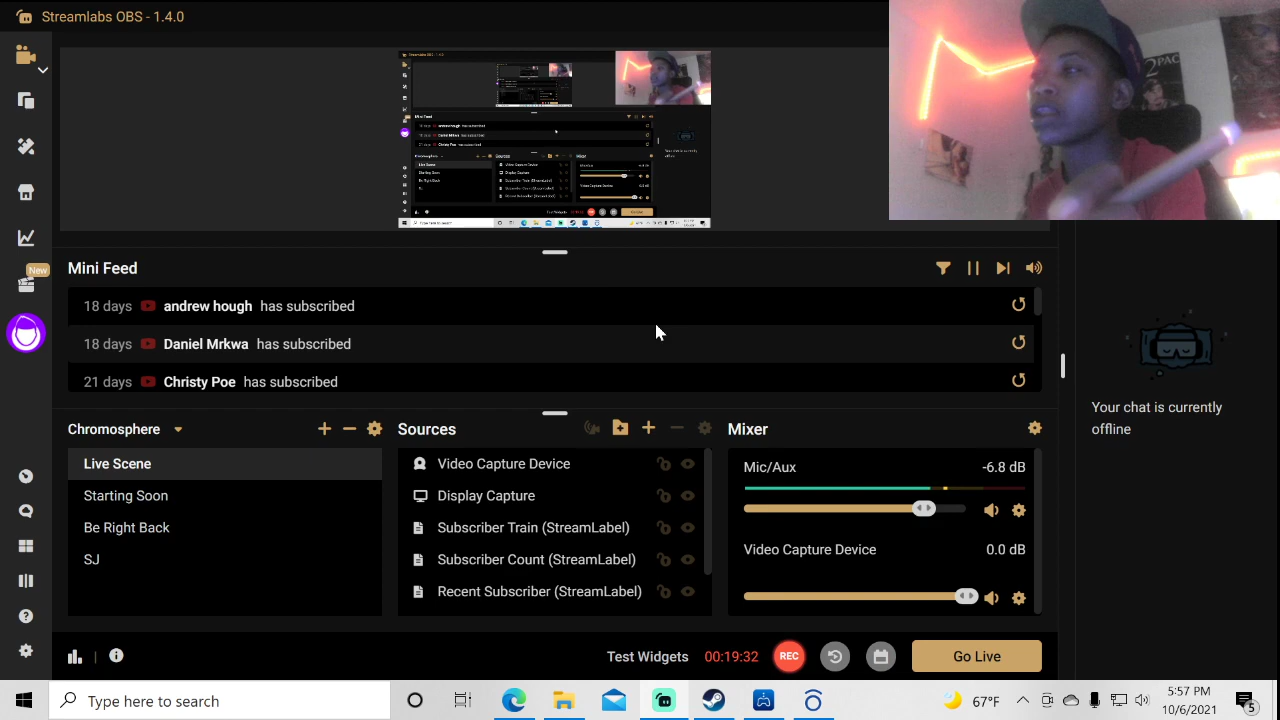 Streamlabs OBS - 1.4.0
2PAC
New
Mini Feed
18 days andrew hough has subscribed
18 days Daniel Mrkwa has subscribed
21 days Christy Poe has subscribed
Your chat is currently
offline
Chromosphere
Live Scene
Starting Soon
Be Right Back
SJ
Sources
Video Capture Device
Display Capture
Subscriber Train (StreamLabel)
Subscriber Count (StreamLabel)
Recent Subscriber (StreamLabel)
Mixer
Mic/Aux -6.8 dB
Video Capture Device 0.0 dB
Test Widgets 00:19:32 REC Go Live
Type here to search
67°F
5:57 PM
10/6/2021
5